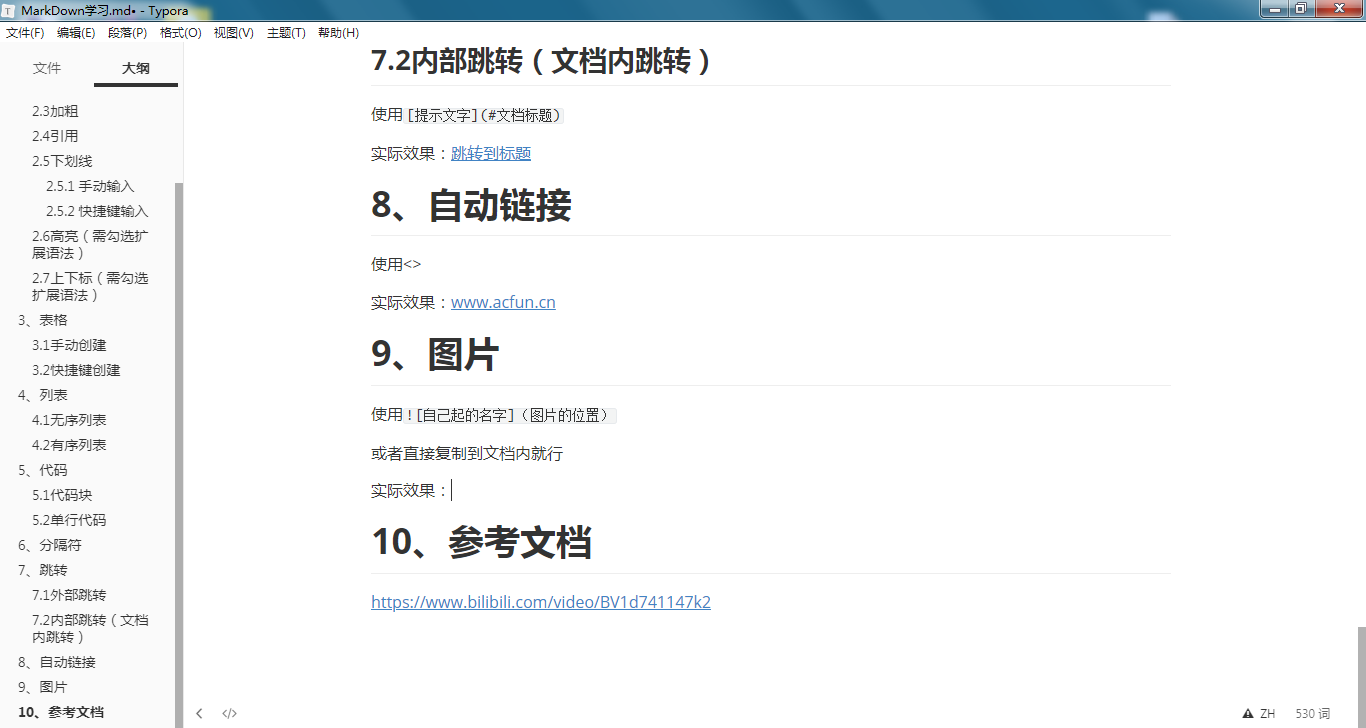 MarkDown学习.md• - Typora
文件(F) 编辑(E) 段落(P) 格式(O) 视图(V) 主题(T) 帮助(H)
文件 大纲
2.3加粗
2.4引用
2.5下划线
2.5.1 手动输入
2.5.2 快捷键输入
2.6高亮（需勾选扩
展语法）
2.7上下标（需勾选
扩展语法）
3、表格
3.1手动创建
3.2快捷键创建
4、列表
4.1无序列表
4.2有序列表
5、代码
5.1代码块
5.2单行代码
6、分隔符
7、跳转
7.1外部跳转
7.2内部跳转（文档
内跳转）
8、自动链接
9、图片
10、参考文档
7.2内部跳转（文档内跳转）
使用[提示文字](#文档标题)
实际效果：跳转到标题
8、自动链接
使用<>
实际效果：www.acfun.cn
9、图片
使用![自己起的名字]（图片的位置）
或者直接复制到文档内就行
实际效果：
10、参考文档
https://www.bilibili.com/video/BV1d741147k2
</> ZH 530 词